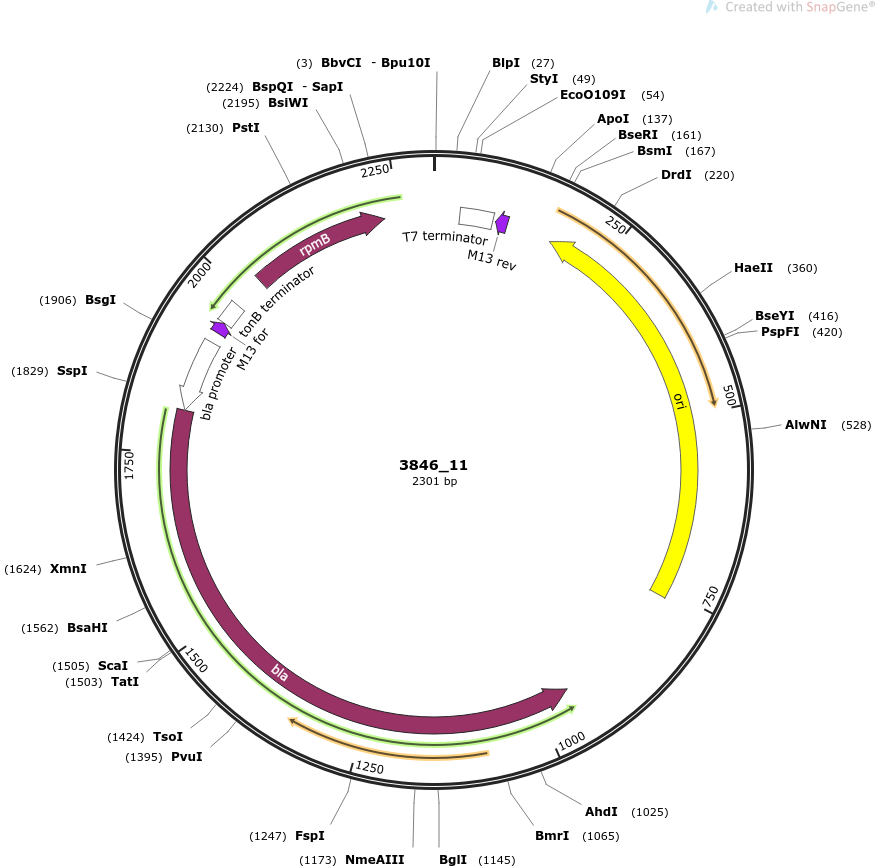 Created with SnapGene®
(3) BbvCI - Bpu10I
BlpI (27)
(2224) BspQI - SapI
StyI (49)
(2195) BsiWI
EcoO109I (54)
(2130) PstI
ApoI (137)
BseRI (161)
BsmI (167)
DrdI (220)
2250
250
T7 terminator
M13 rev
rpmB
tonB terminator
M13 for
bla promoter
2000
HaeII (360)
(1906) BsgI
BseYI (416)
PspFI (420)
(1829) SspI
ori
500
AlwNI (528)
1750
3846_11
2301 bp
(1624) XmnI
750
(1562) BsaHI
(1505) ScaI
(1503) TatI
1500
bla
(1424) TsoI
(1395) PvuI
1250
1000
AhdI (1025)
(1247) FspI
BmrI (1065)
(1173) NmeAIII
BglI (1145)